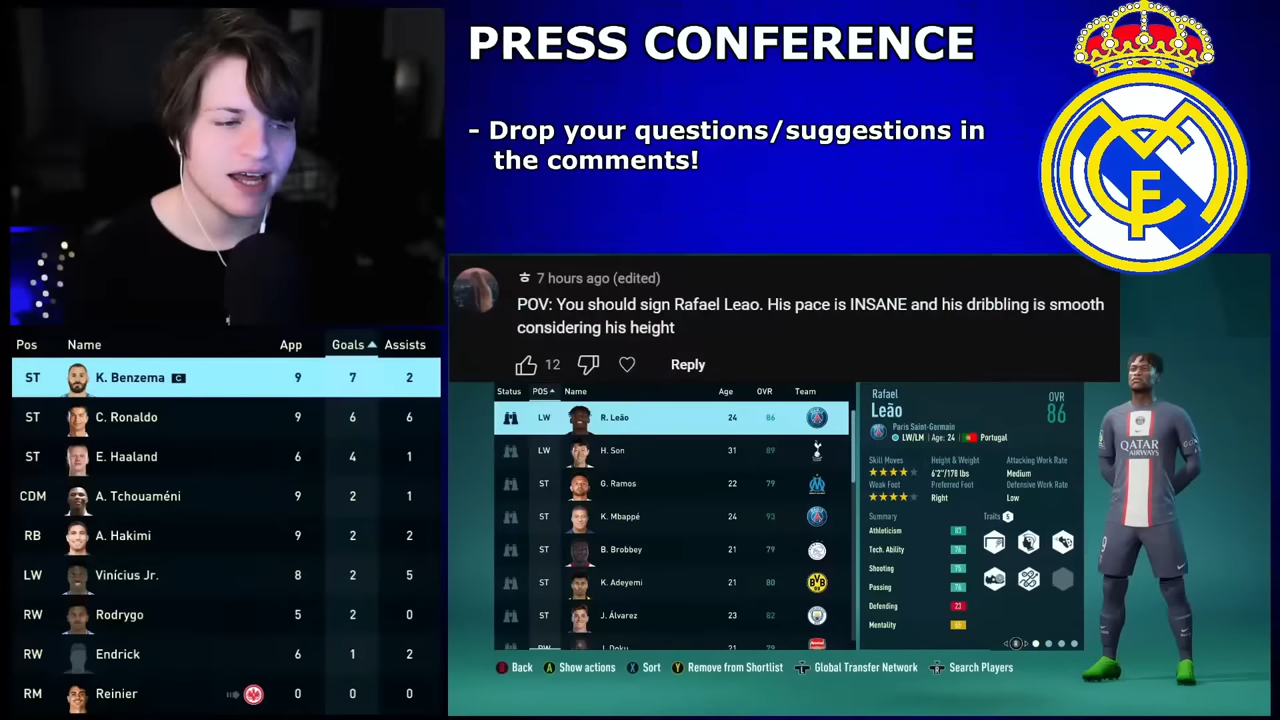 PRESS CONFERENCE
- Drop your questions/suggestions in
the comments!
7 hours ago (edited)
POV: You should sign Rafael Leao. His pace is INSANE and his dribbling is smooth
considering his height
12 Reply
Pos Name App Goals Assists
ST K. Benzema C 9 7 2
ST C. Ronaldo 9 6 6
ST E. Haaland 6 4 1
CDM A. Tchouaméni 9 2 1
RB A. Hakimi 9 2 2
LW Vinícius Jr. 8 2 5
RW Rodrygo 5 2 0
RW Endrick 6 1 2
RM Reinier 0 0 0
Status POS Name Age OVR Team
LW R. Leão 24 86
LW H. Son 31 89
ST G. Ramos 22 79
ST K. Mbappé 24 93
ST B. Brobbey 21 79
ST K. Adeyemi 21 80
ST J. Álvarez 23 82
Rafael
Leão
OVR
86
Paris Saint-Germain
LW/LM Age: 24 Portugal
Skill Moves Height & Weight Attacking Work Rate
6'2"/178 lbs Medium
Weak Foot Preferred Foot Defensive Work Rate
Right Low
Summary Traits 5
Athleticism 83
Tech. Ability 76
Shooting 75
Passing 76
Defending 23
Mentality
QATAR
AIRWAYS
Back A Show actions X Sort Y Remove from Shortlist L Global Transfer Network R Search Players